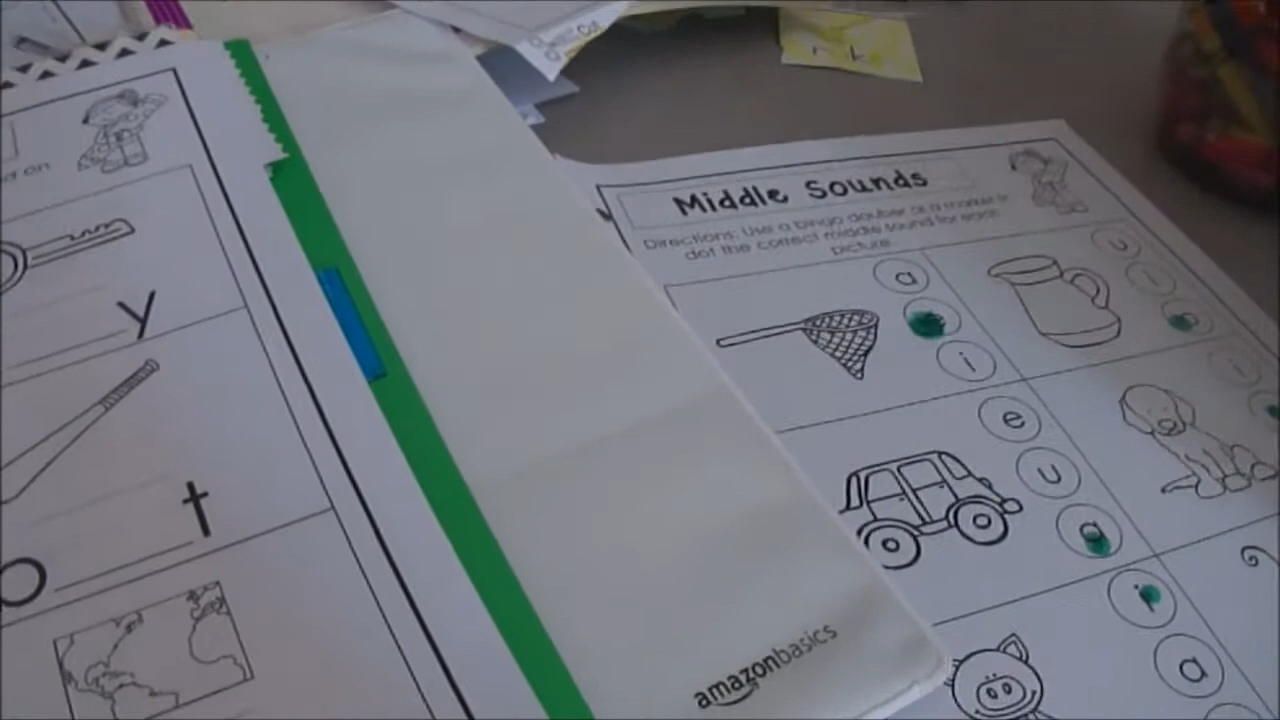 y
t
amazonbasics
r k
Middle Sounds
Directions: Use a bingo dauber or a marker to
dot the correct middle sound for each
picture.
a
i
u
i
e
u
a
i
i
a